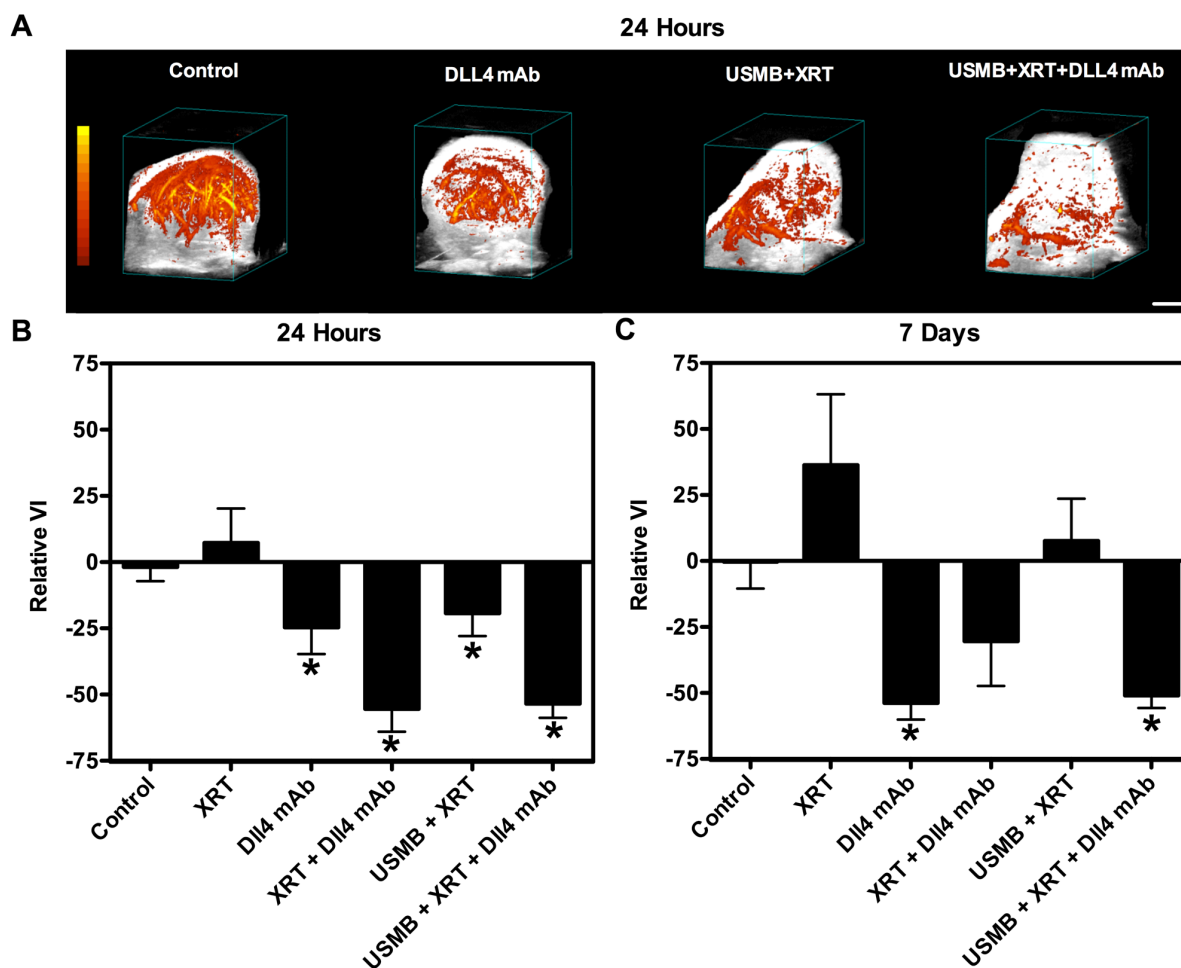 A
24 Hours
Control
DLL4 mAb
USMB+XRT
USMB+XRT+DLL4 mAb
B
24 Hours
75
50
25
0
-25
-50
-75
Relative VI
*
*
*
*
Control
XRT
Dll4 mAb
XRT + Dll4 mAb
USMB + XRT
USMB + XRT + Dll4 mAb
C
7 Days
75
50
25
0
-25
-50
-75
Relative VI
*
*
Control
XRT
Dll4 mAb
XRT + Dll4 mAb
USMB + XRT
USMB + XRT + Dll4 mAb